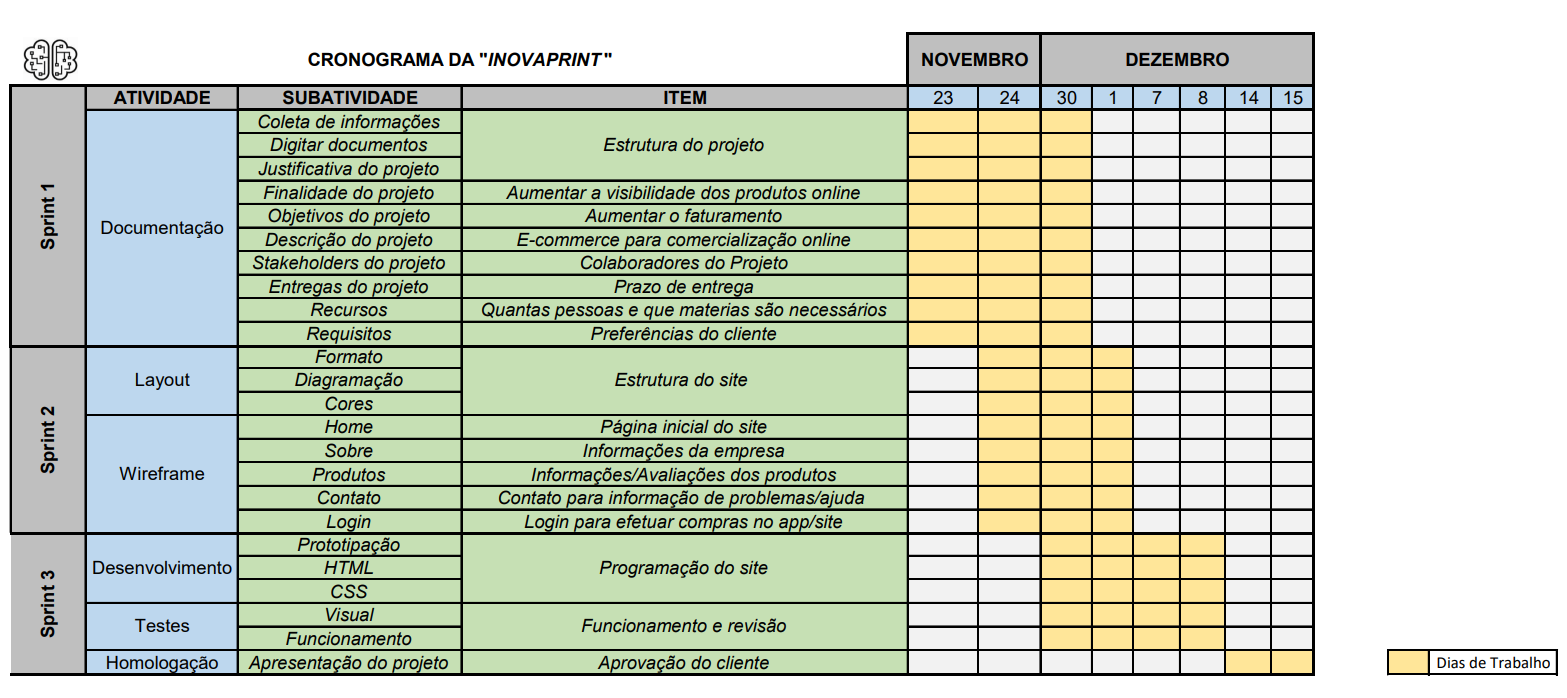 CRONOGRAMA DA "INOVAPRINT"
NOVEMBRO DEZEMBRO
ATIVIDADE SUBATIVIDADE ITEM 23 24 30 1 7 8 14 15
Sprint 1
Documentação
Coleta de informações
Digitar documentos
Justificativa do projeto
Estrutura do projeto
Finalidade do projeto Aumentar a visibilidade dos produtos online
Objetivos do projeto Aumentar o faturamento
Descrição do projeto E-commerce para comercialização online
Stakeholders do projeto Colaboradores do Projeto
Entregas do projeto Prazo de entrega
Recursos Quantas pessoas e que materias são necessários
Requisitos Preferências do cliente
Sprint 2
Layout
Formato
Diagramação
Cores
Estrutura do site
Wireframe
Home Página inicial do site
Sobre Informações da empresa
Produtos Informações/Avaliações dos produtos
Contato Contato para informação de problemas/ajuda
Login Login para efetuar compras no app/site
Sprint 3
Desenvolvimento
Prototipação
HTML
CSS
Programação do site
Testes
Visual
Funcionamento
Funcionamento e revisão
Homologação Apresentação do projeto Aprovação do cliente
Dias de Trabalho